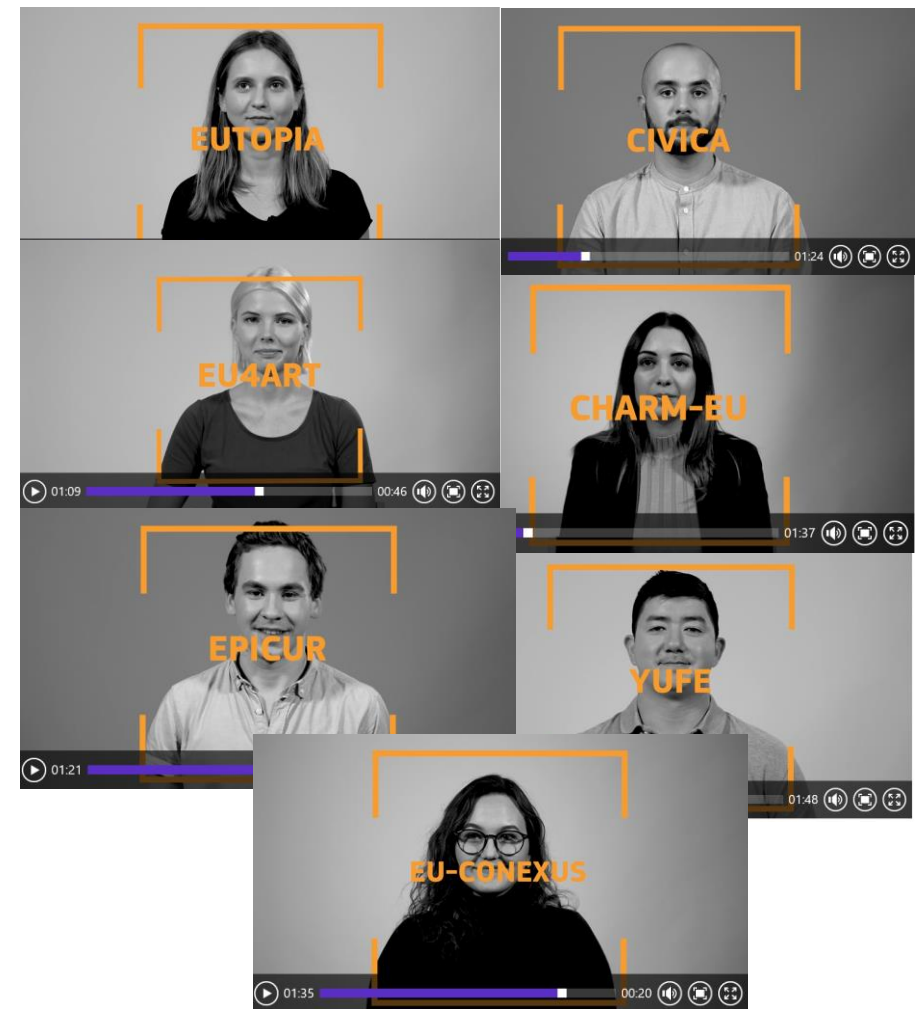 EUTOPIA
CIVICA
01:24
EU4ART
01:09
00:46
CHARM-EU
01:37
EPICUR
01:21
YUFE
01:48
EU-CONEXUS
01:35
00:20